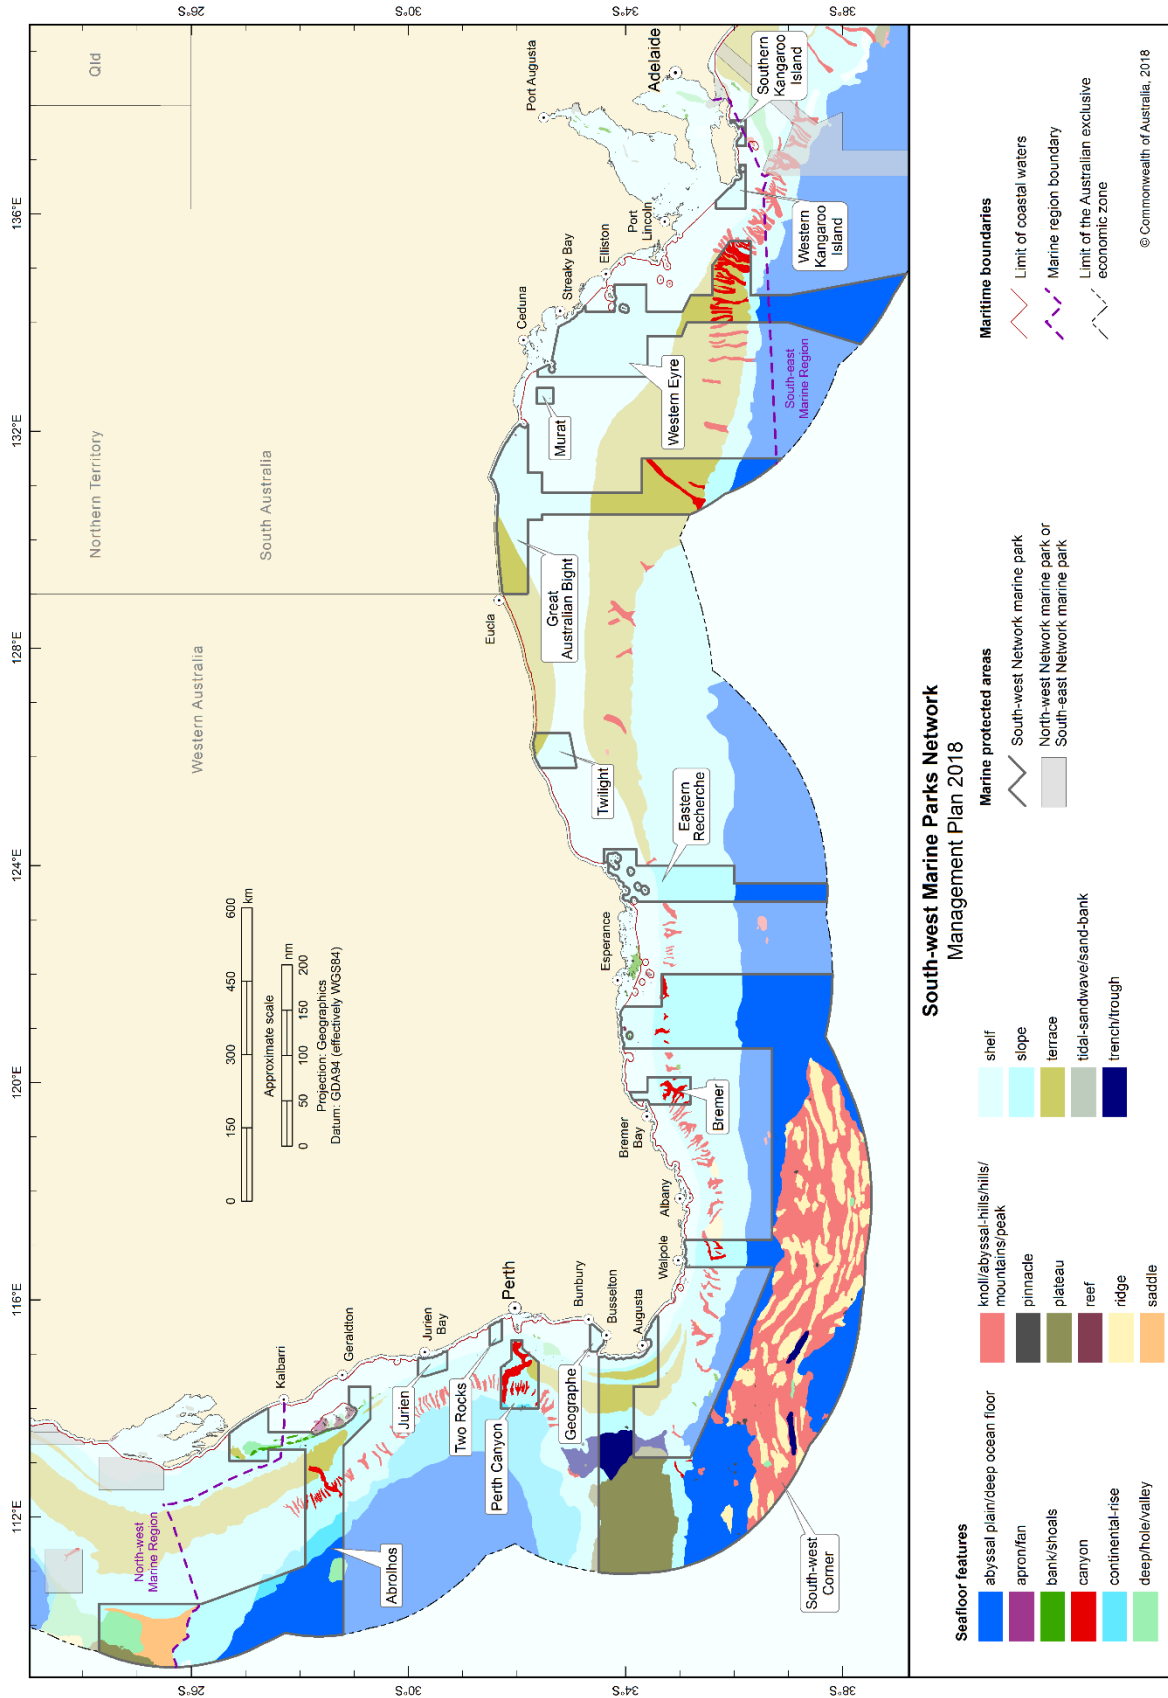 112°E
116°E
120°E
124°E
128°E
132°E
136°E
26°S
30°S
34°S
38°S
26°S
30°S
34°S
38°S
Northern Territory
Qld
Western Australia
South Australia
North-west
Marine Region
Kalbarri
Geraldton
Jurien
Bay
Perth
Bunbury
Busselton
Augusta
Walpole
Albany
Bremer
Bay
Esperance
Eucla
Ceduna
Streaky Bay
Elliston
Port
Lincoln
Port Augusta
Adelaide
0
150
300
450
600
km
Approximate scale
0
50
100
150
200
nm
Projection: Geographics
Datum: GDA94 (effectively WGS84)
Abrolhos
Jurien
Two Rocks
Perth Canyon
Geographe
South-west
Corner
Bremer
Eastern
Recherche
Twilight
Great
Australian Bight
Murat
Western Eyre
Western
Kangaroo
Island
Southern
Kangaroo
Island
South-east
Marine Region
South-west Marine Parks Network
Management Plan 2018
Seafloor features
abyssal plain/deep ocean floor
apron/fan
bank/shoals
canyon
continental-rise
deep/hole/valley
knoll/abyssal-hills/hills/
mountains/peak
pinnacle
plateau
reef
ridge
saddle
shelf
slope
terrace
tidal-sandwave/sand-bank
trench/trough
Marine protected areas
South-west Network marine park
North-west Network marine park or
South-east Network marine park
Maritime boundaries
Limit of coastal waters
Marine region boundary
Limit of the Australian exclusive
economic zone
© Commonwealth of Australia, 2018